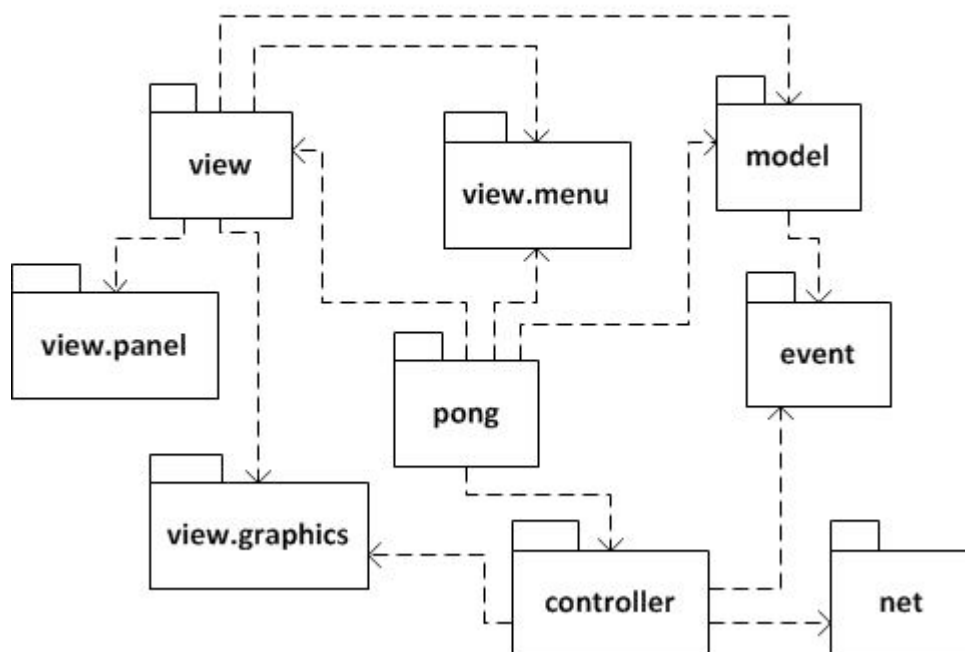 view
view.menu
model
view.panel
event
pong
view.graphics
controller
net